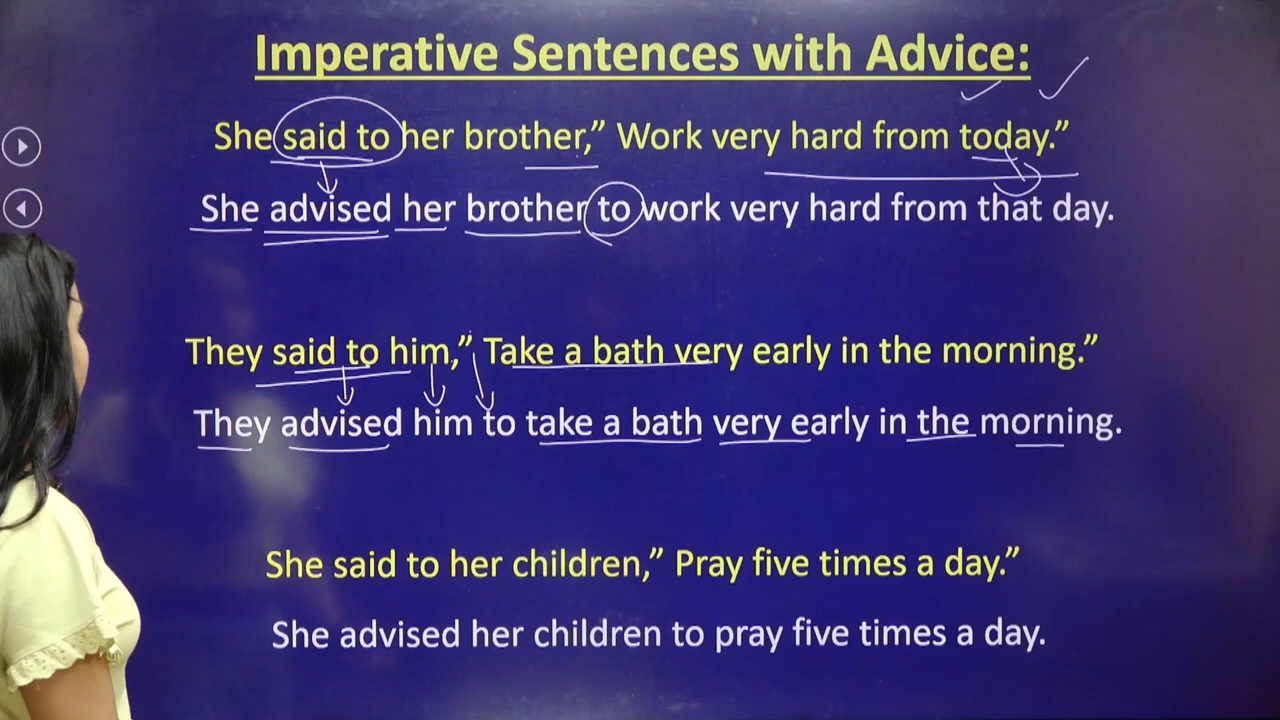 Imperative Sentences with Advice:
She said to her brother,” Work very hard from today.”
She advised her brother to work very hard from that day.
They said to him,” Take a bath very early in the morning.”
They advised him to take a bath very early in the morning.
She said to her children,” Pray five times a day.”
She advised her children to pray five times a day.